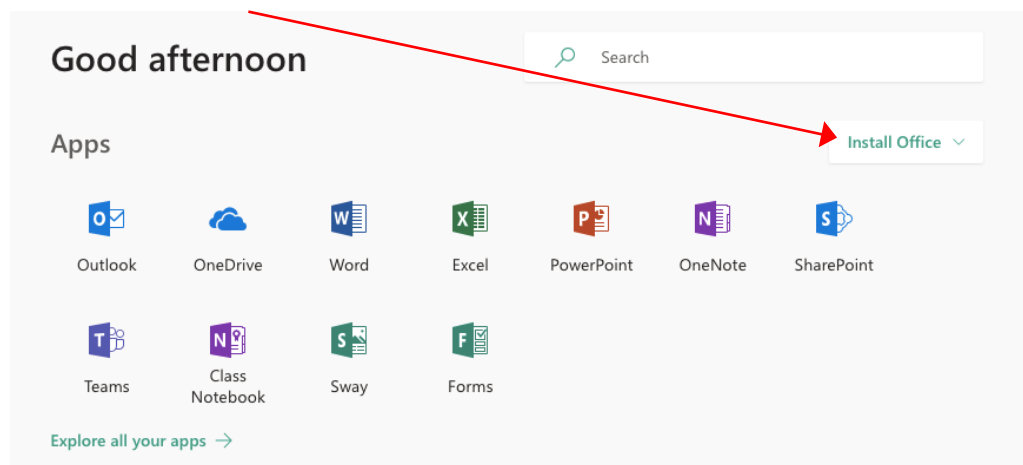 Good afternoon
Search
Apps
Install Office
Outlook
OneDrive
Word
Excel
PowerPoint
OneNote
SharePoint
Teams
Class
Notebook
Sway
Forms
Explore all your apps